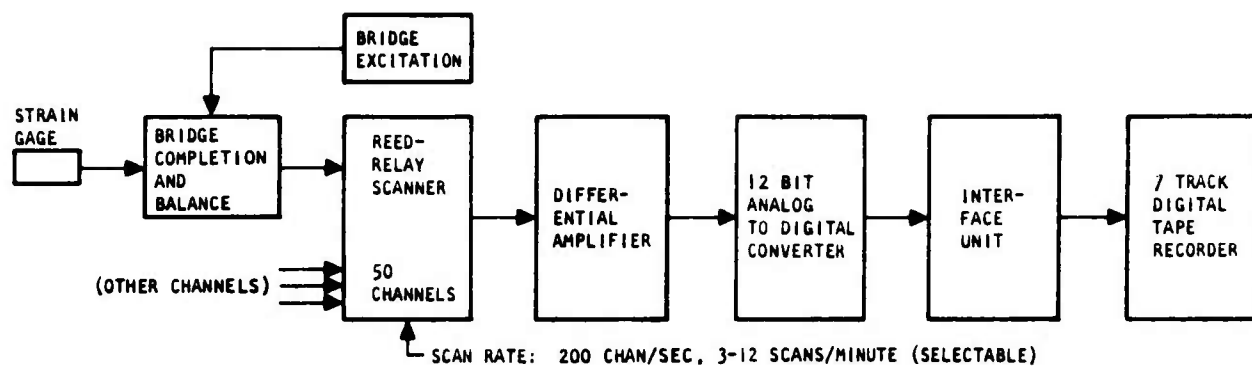 BRIDGE
EXCITATION
STRAIN
GAGE
BRIDGE
COMPLETION
AND
BALANCE
REED-
RELAY
SCANNER
50
CHANNELS
(OTHER CHANNELS)
DIFFER-
ENTIAL
AMPLIFIER
12 BIT
ANALOG
TO DIGITAL
CONVERTER
INTER-
FACE
UNIT
7 TRACK
DIGITAL
TAPE
RECORDER
SCAN RATE: 200 CHAN/SEC, 3-12 SCANS/MINUTE (SELECTABLE)